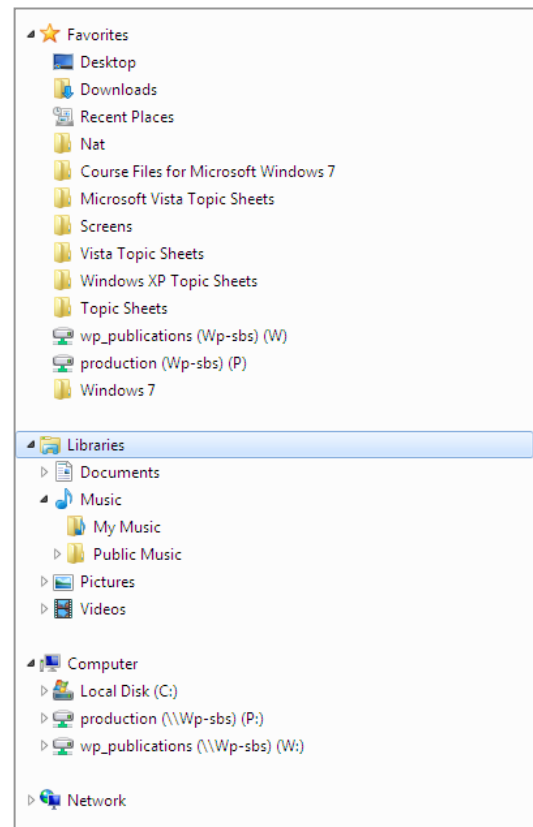 Favorites
Desktop
Downloads
Recent Places
Nat
Course Files for Microsoft Windows 7
Microsoft Vista Topic Sheets
Screens
Vista Topic Sheets
Windows XP Topic Sheets
Topic Sheets
wp_publications (Wp-sbs) (W)
production (Wp-sbs) (P)
Windows 7
Libraries
Documents
Music
My Music
Public Music
Pictures
Videos
Computer
Local Disk (C:)
production (\\Wp-sbs) (P:)
wp_publications (\\Wp-sbs) (W:)
Network